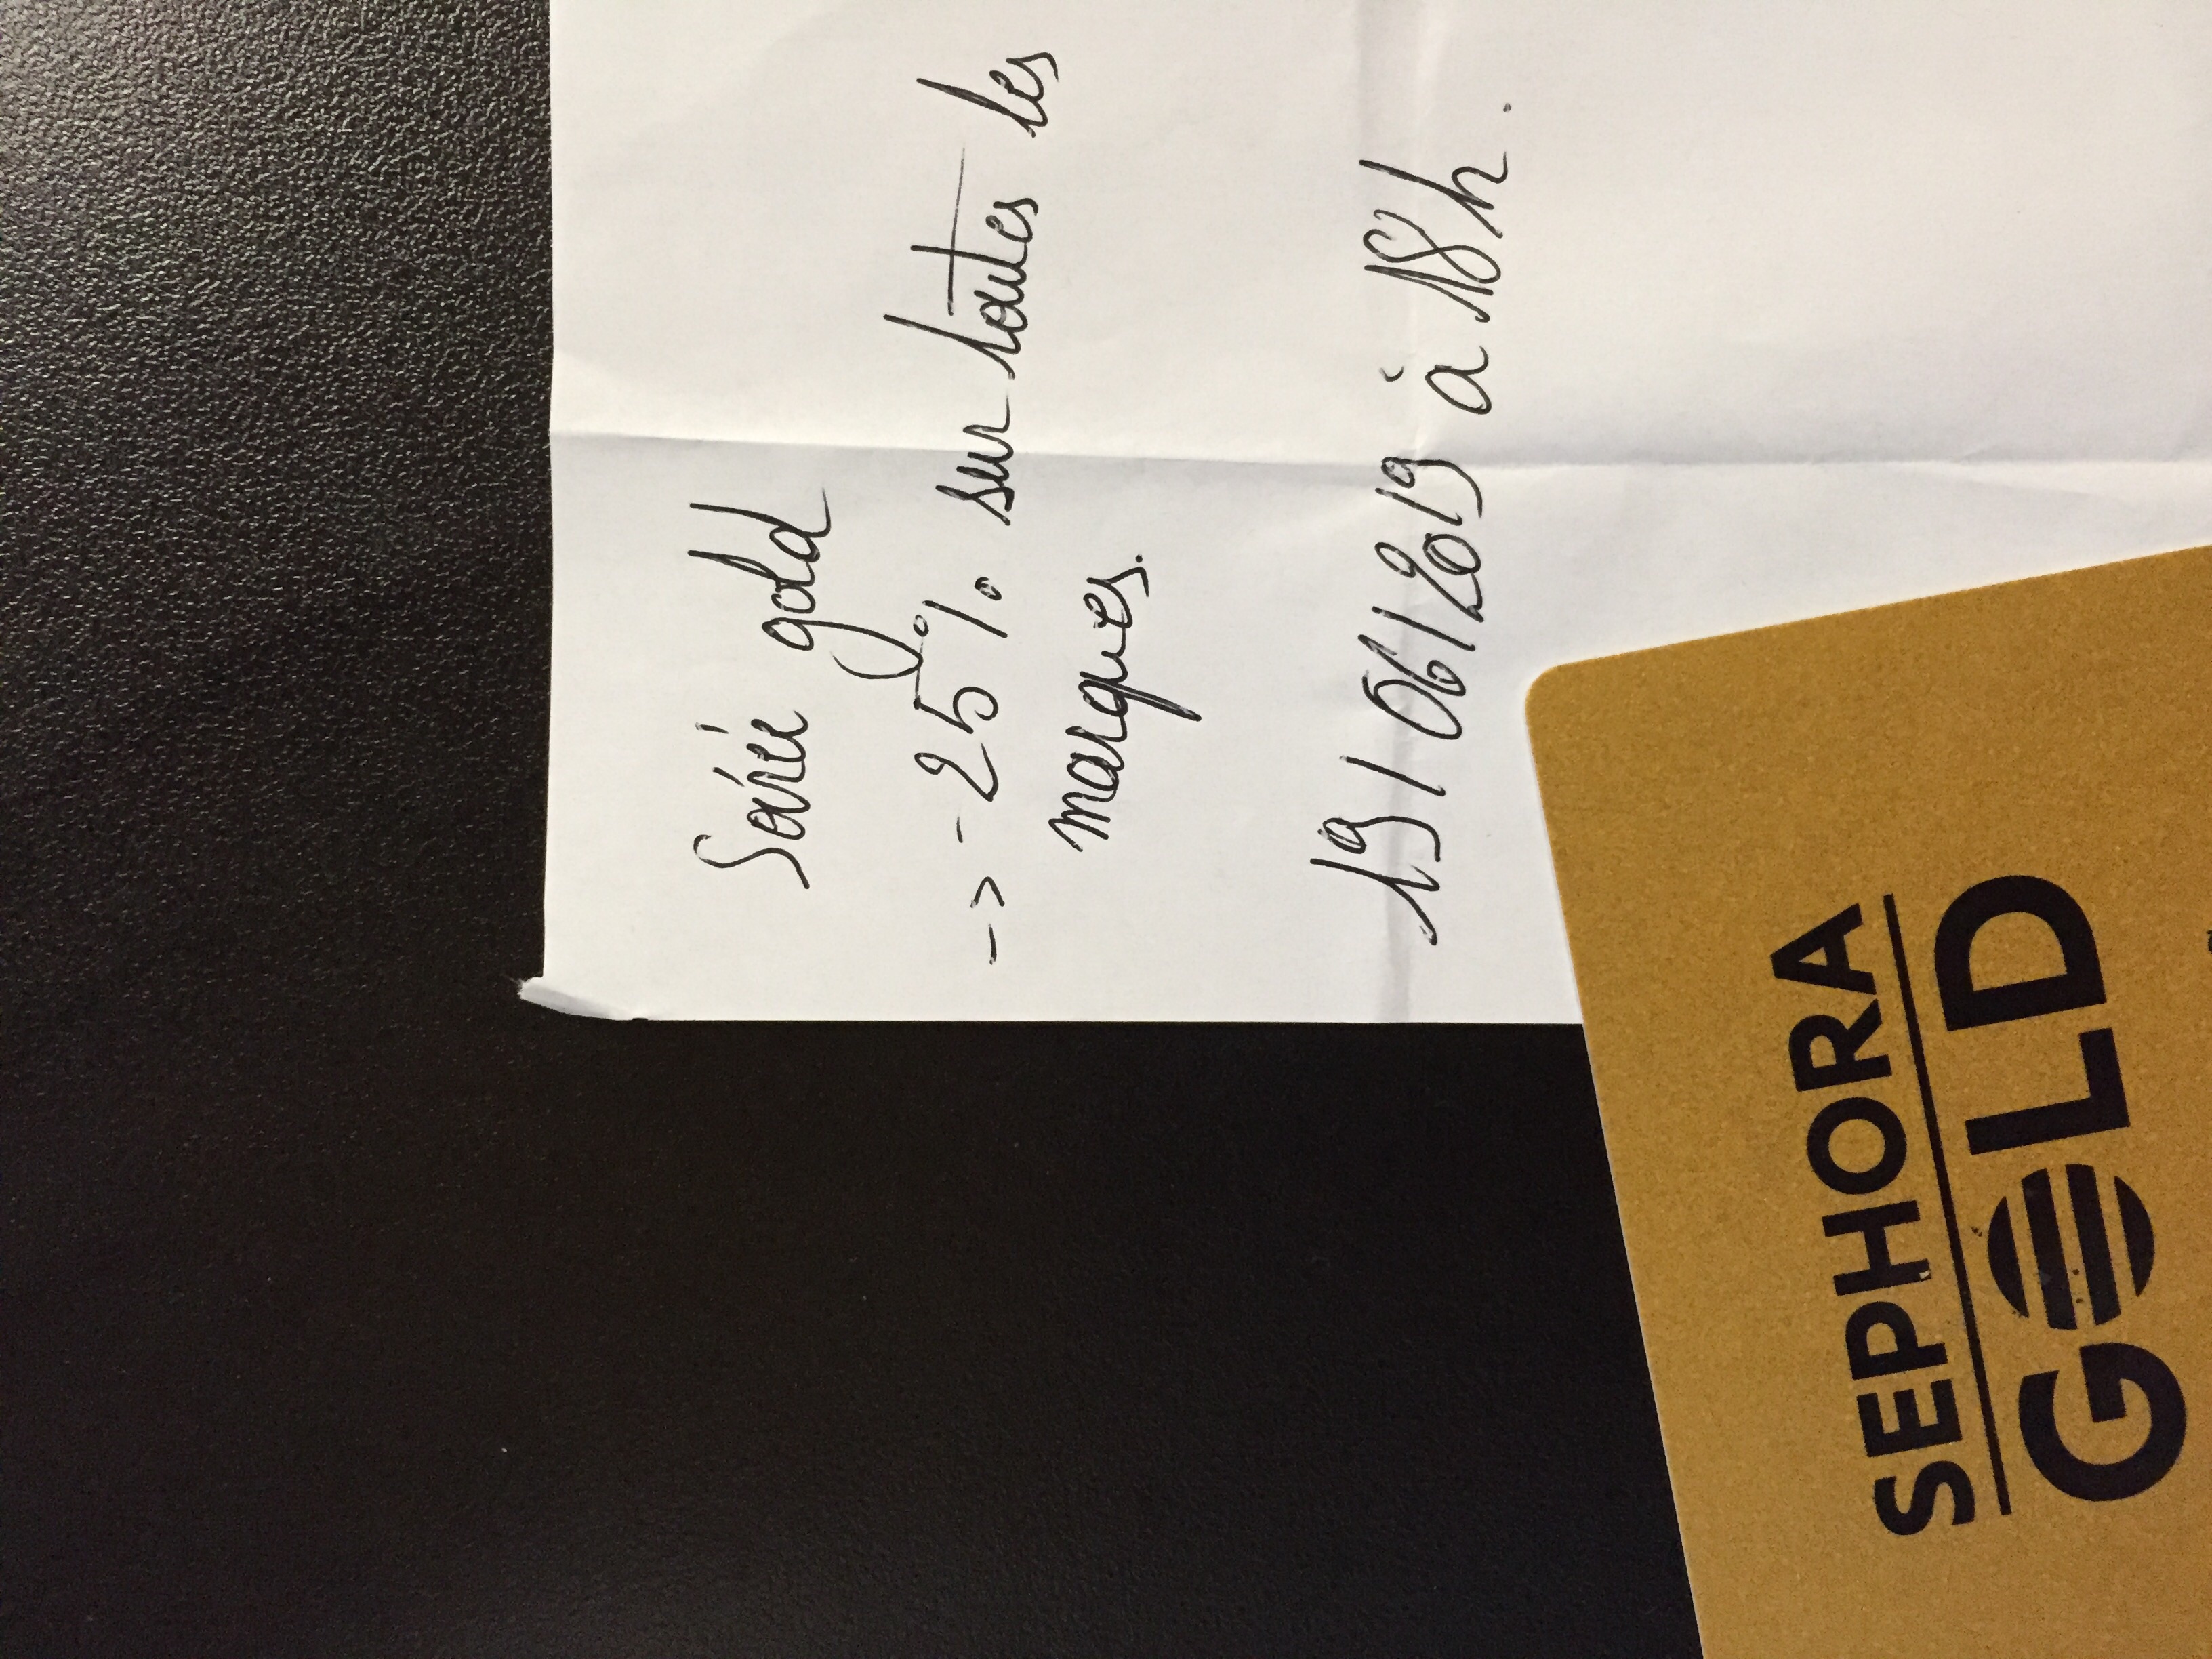 Soirée gold
-> - 25% sur toutes les
marques.
19/06/2019 à 18h.
SEPHORA
GOLD